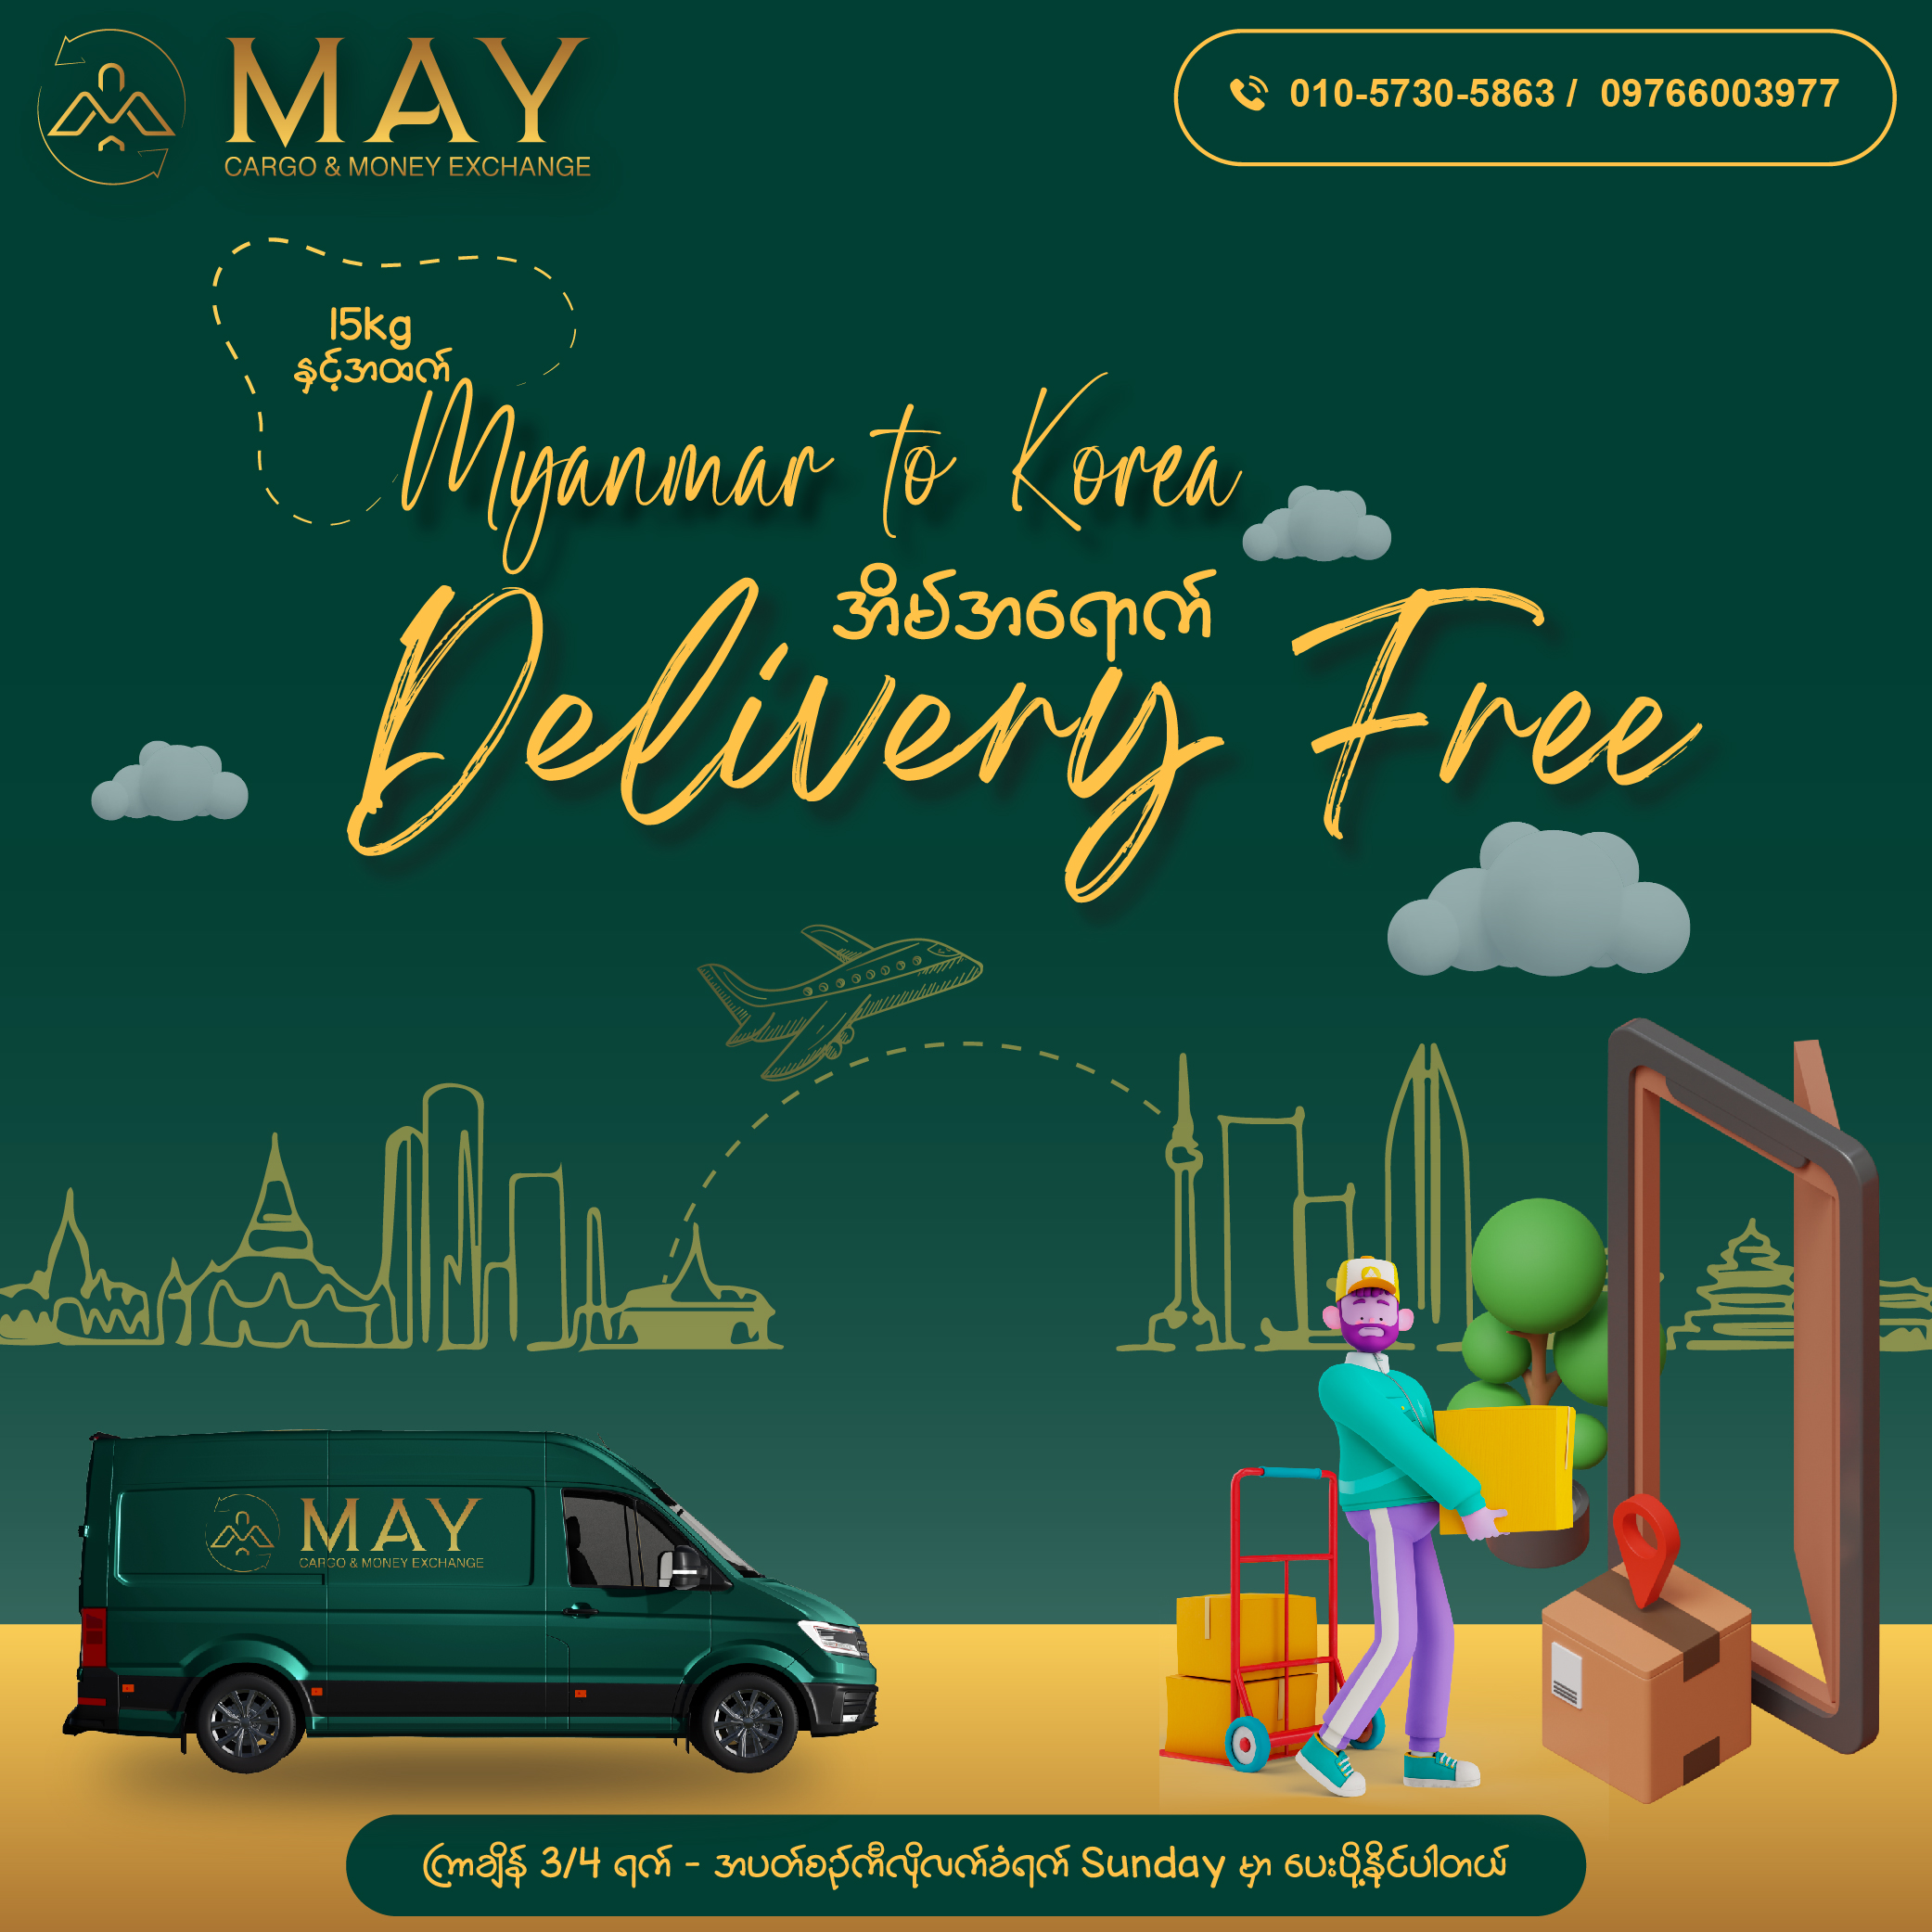 MAY
CARGO & MONEY EXCHANGE
010-5730-5863 / 09766003977
15kg
နှင့်အထက်
Myanmar to Korea
အိမ်အရောက်
Delivery Free
MAY
CARGO & MONEY EXCHANGE
ကြာချိန် 3/4 ရက် - အပတ်စဉ်ကီလိုလက်ခံရက် Sunday မှာ ပေးပို့နိုင်ပါတယ်